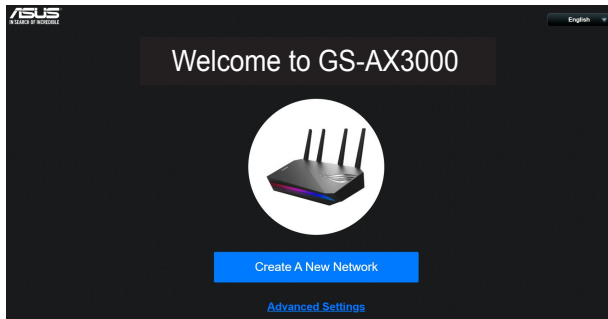 ASUS
IN SEARCH OF INCREDIBLE
English
Welcome to GS-AX3000
Create A New Network
Advanced Settings